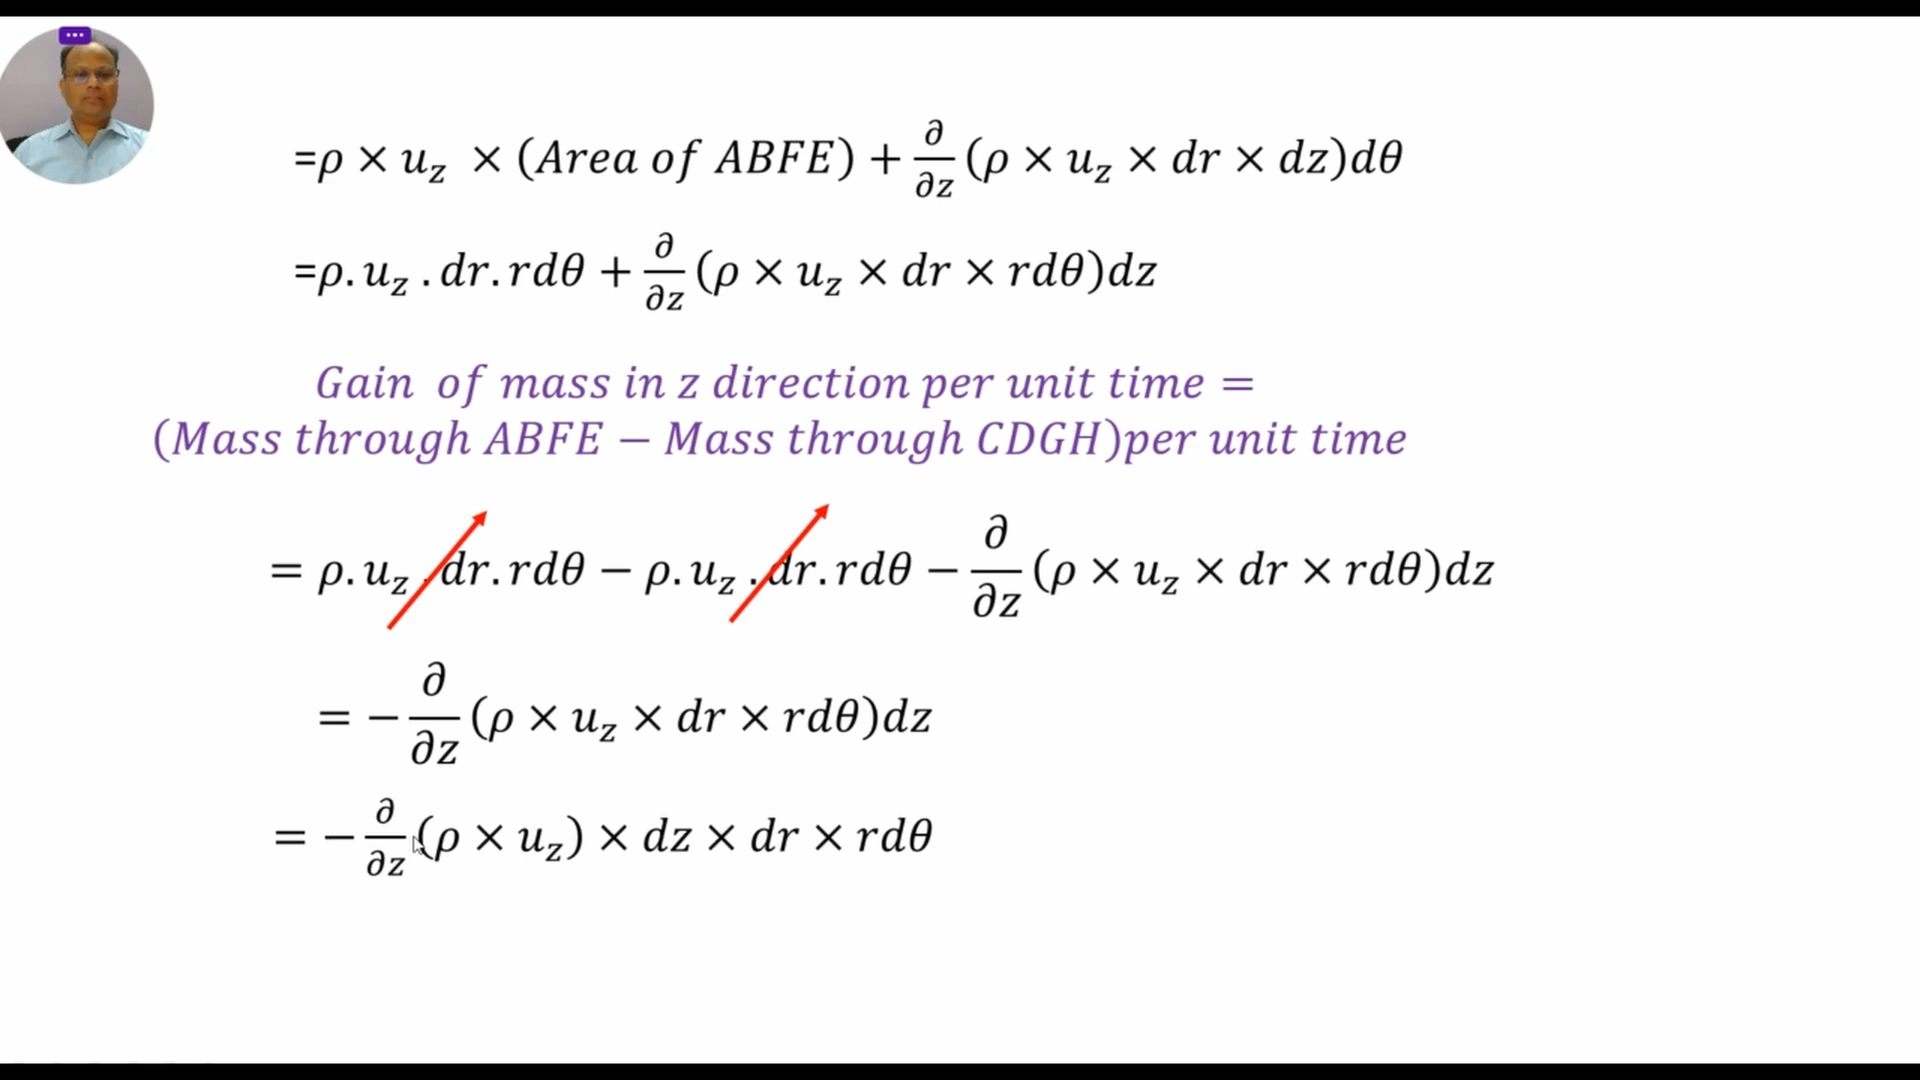 =ρ × u_z × (Area of ABFE) + ∂/∂z (ρ × u_z × dr × dz)dθ
=ρ. u_z . dr. rdθ + ∂/∂z (ρ × u_z × dr × rdθ)dz
Gain of mass in z direction per unit time =
(Mass through ABFE − Mass through CDGH)per unit time
= ρ. u_z . dr. rdθ − ρ. u_z . dr. rdθ − ∂/∂z (ρ × u_z × dr × rdθ)dz
= − ∂/∂z (ρ × u_z × dr × rdθ)dz
= − ∂/∂z (ρ × u_z) × dz × dr × rdθ